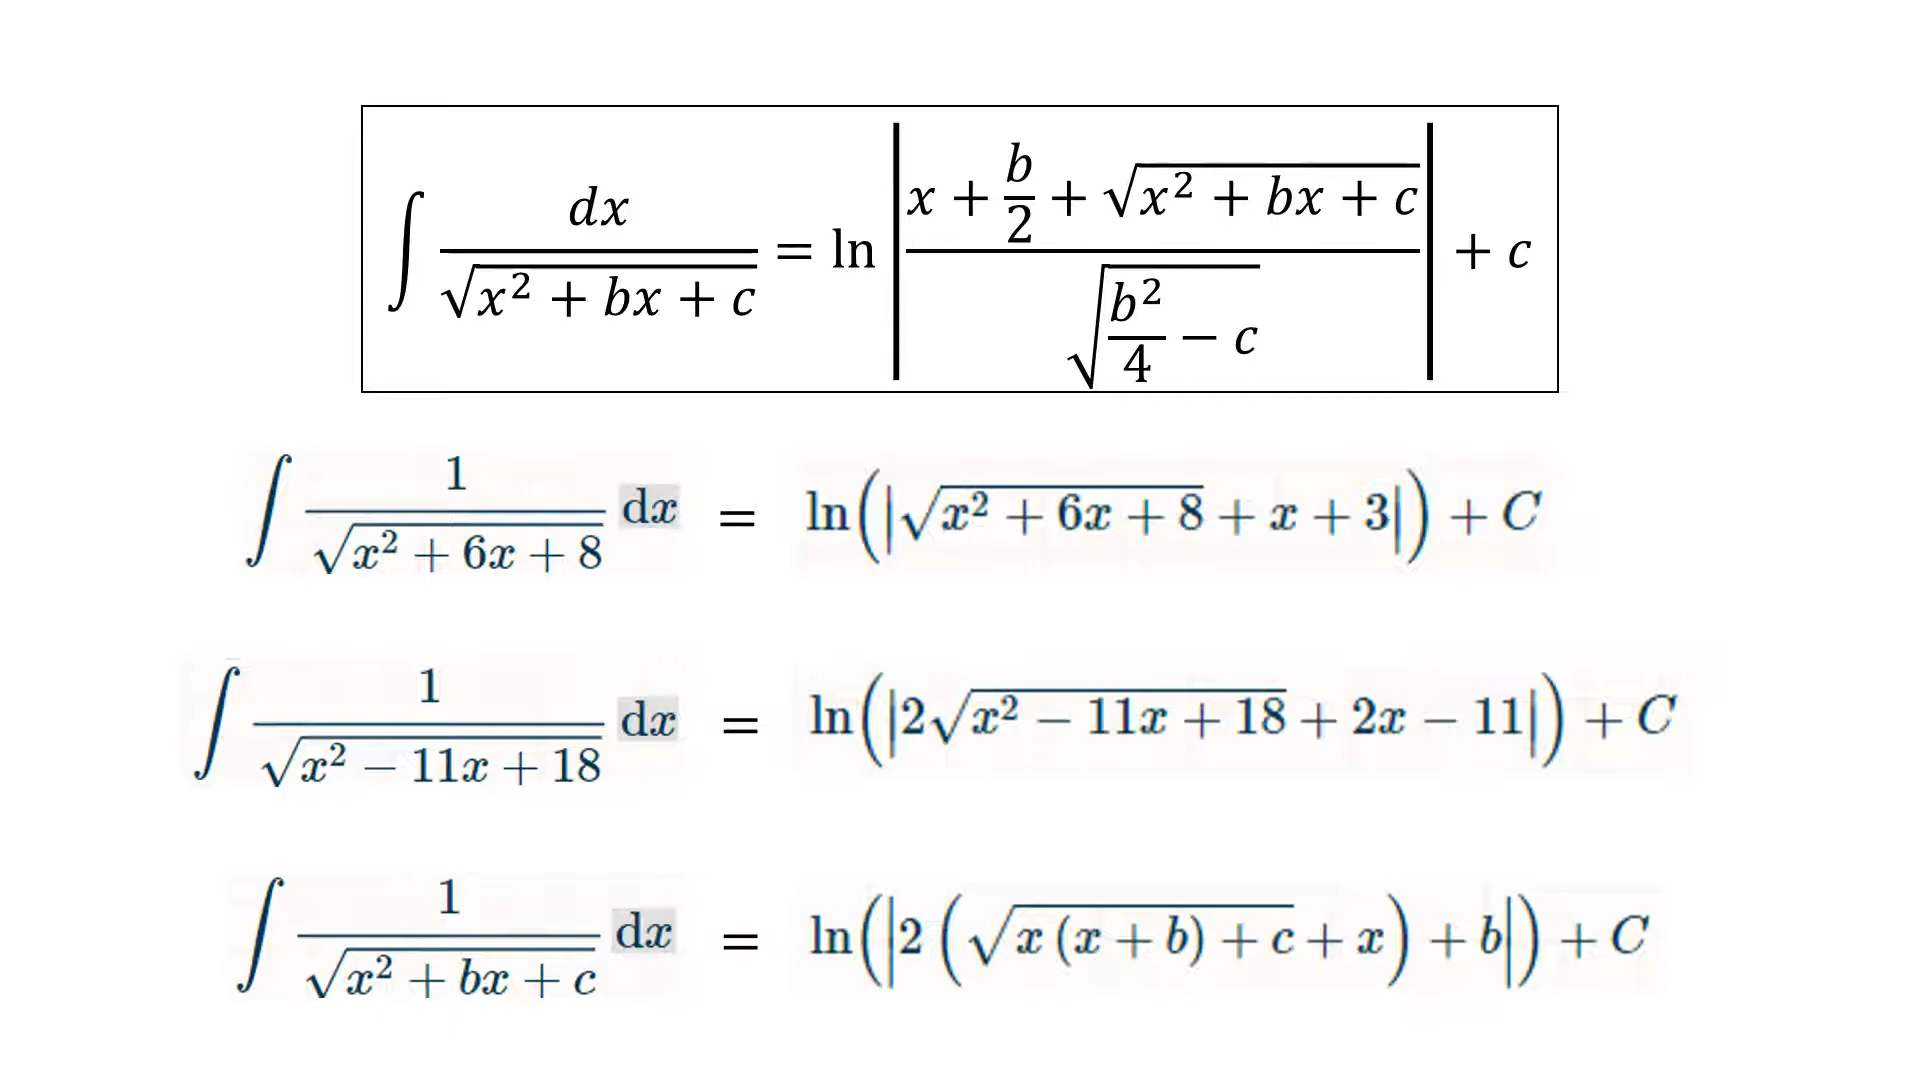 ∫ dx / √(x² + bx + c) = ln |(x + b/2 + √(x² + bx + c)) / √(b²/4 − c)| + c
∫ 1 / √(x² + 6x + 8) dx = ln(|√(x² + 6x + 8) + x + 3|) + C
∫ 1 / √(x² − 11x + 18) dx = ln(|2√(x² − 11x + 18) + 2x − 11|) + C
∫ 1 / √(x² + bx + c) dx = ln(|2(√(x (x + b) + c) + x) + b|) + C